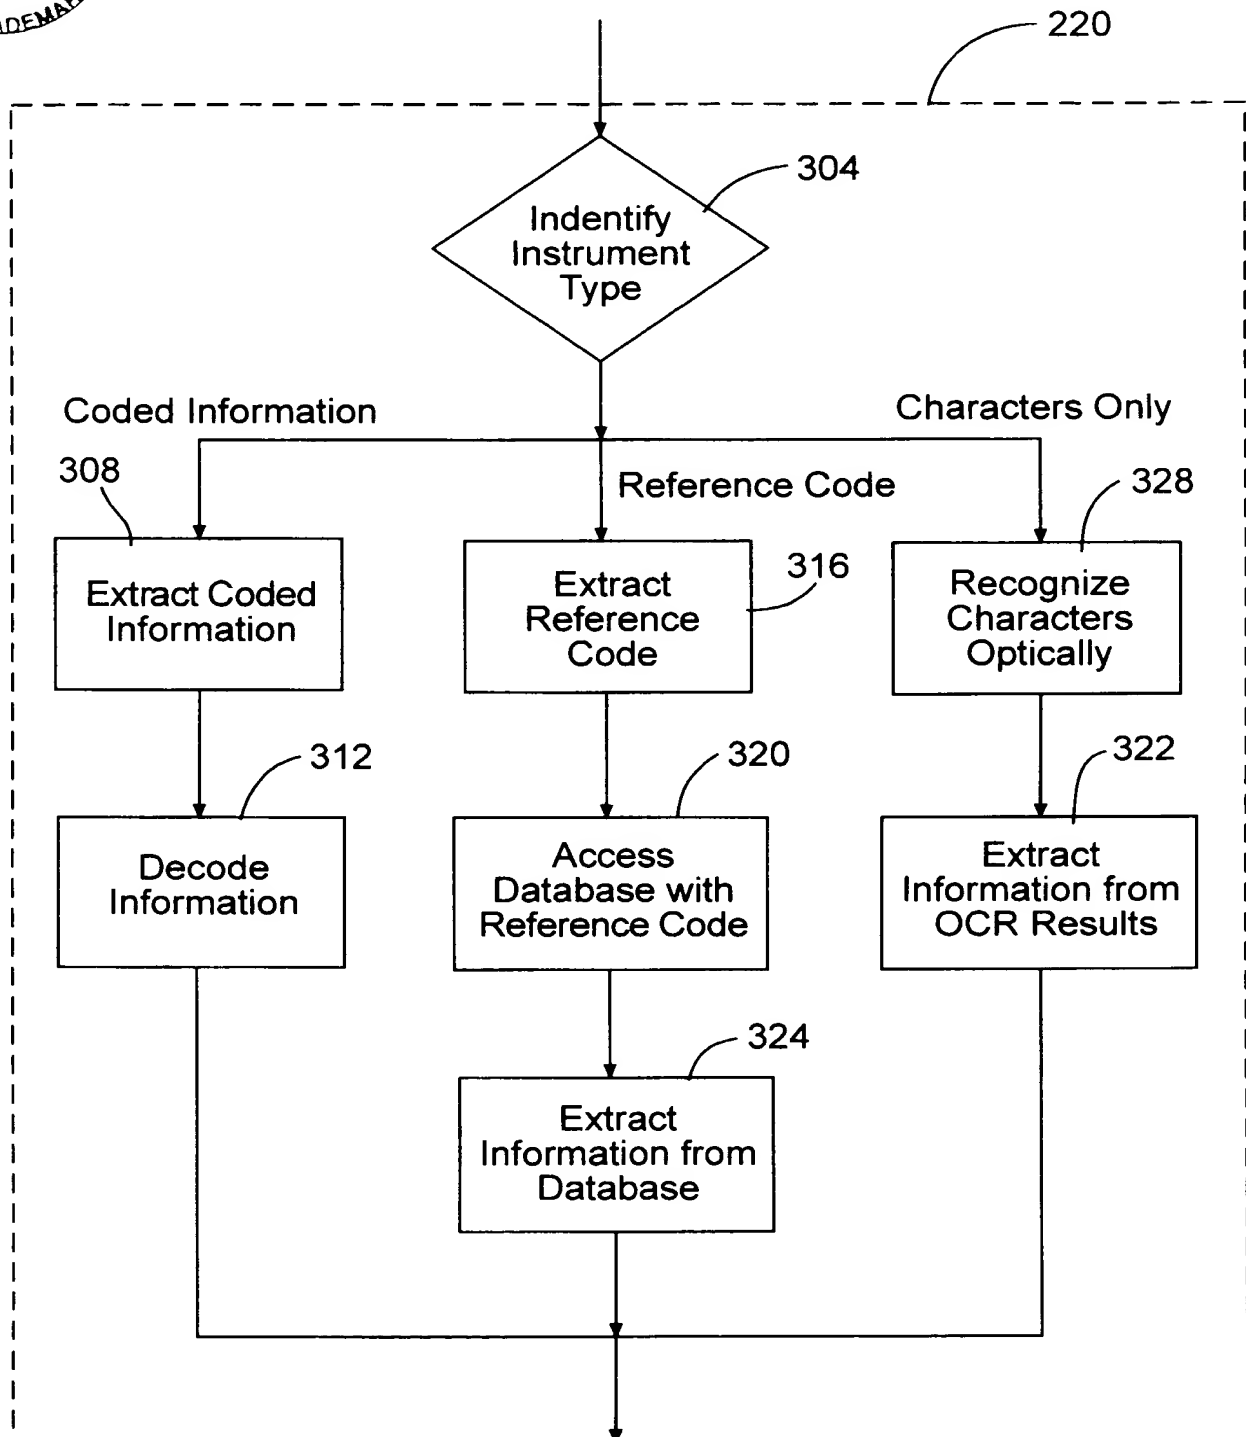 220
304
Indentify
Instrument
Type
Coded Information
Characters Only
308
Reference Code
328
Extract Coded
Information
Extract
Reference
Code
316
Recognize
Characters
Optically
312
320
322
Decode
Information
Access
Database with
Reference Code
Extract
Information from
OCR Results
324
Extract
Information from
Database